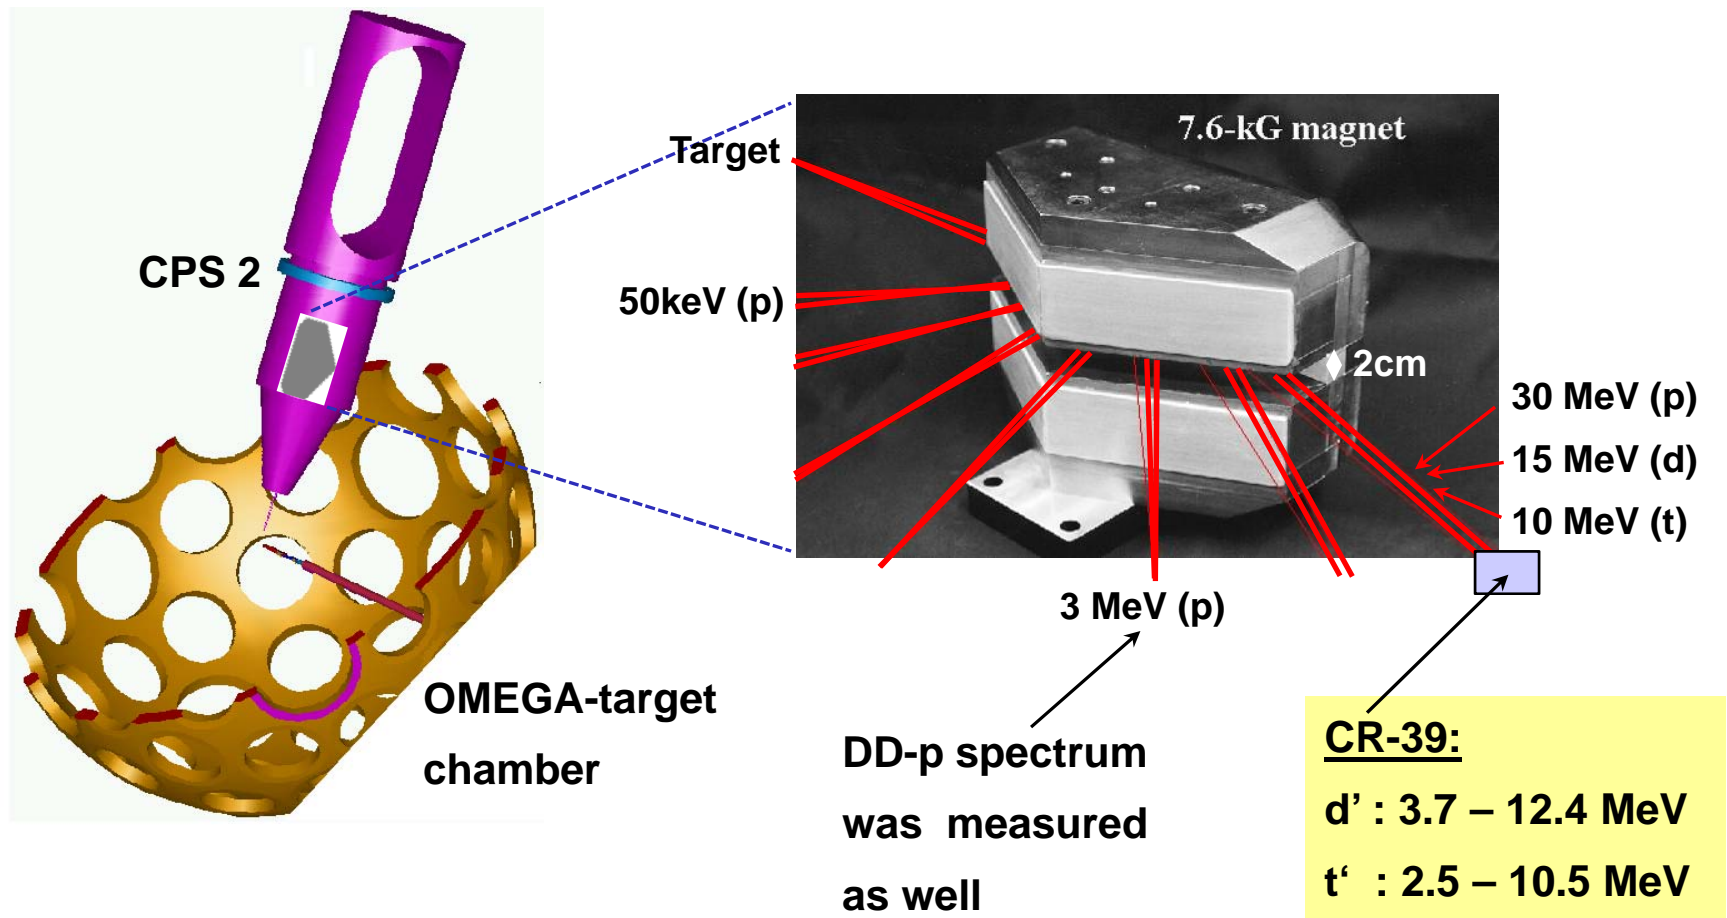 7.6-kG magnet
Target
CPS 2
50keV (p)
2cm
30 MeV (p)
15 MeV (d)
10 MeV (t)
3 MeV (p)
OMEGA-target
chamber
DD-p spectrum
was measured
as well
CR-39:
d’ : 3.7 – 12.4 MeV
t‘ : 2.5 – 10.5 MeV